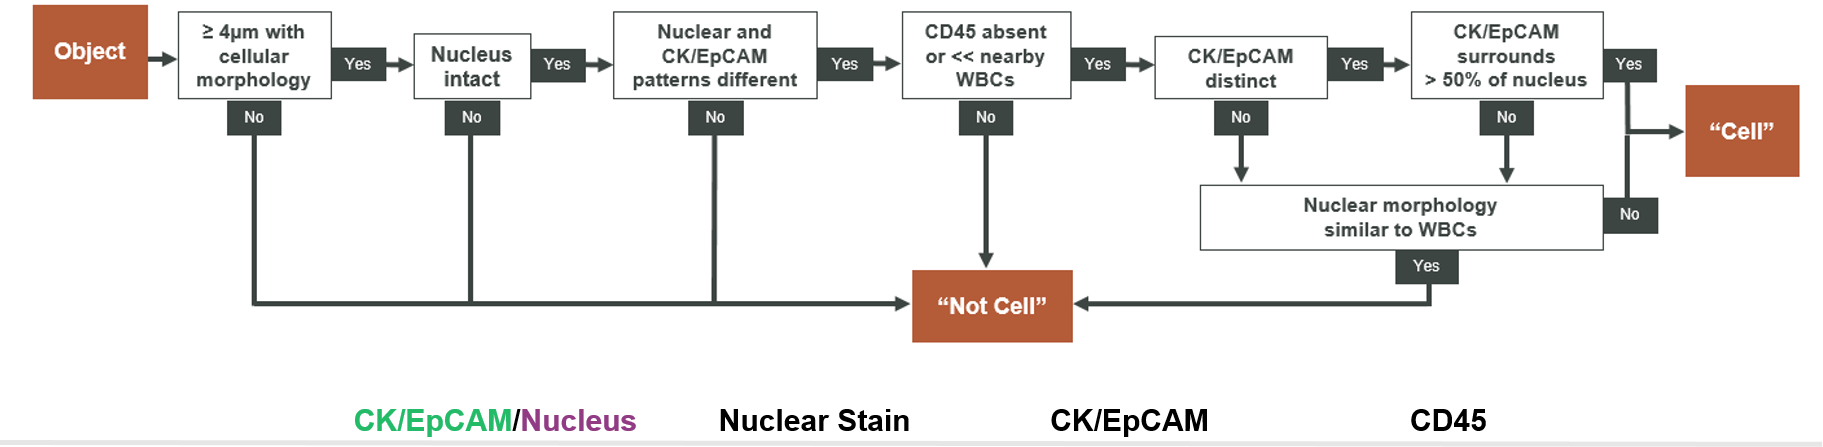 Object
≥ 4µm with
cellular
morphology
Yes
No
Nucleus
intact
Yes
No
Nuclear and
CK/EpCAM
patterns different
Yes
No
CD45 absent
or << nearby
WBCs
Yes
No
CK/EpCAM
distinct
Yes
No
CK/EpCAM
surrounds
> 50% of nucleus
Yes
No
Nuclear morphology
similar to WBCs
No
Yes
“Cell”
“Not Cell”
CK/EpCAM/Nucleus
Nuclear Stain
CK/EpCAM
CD45